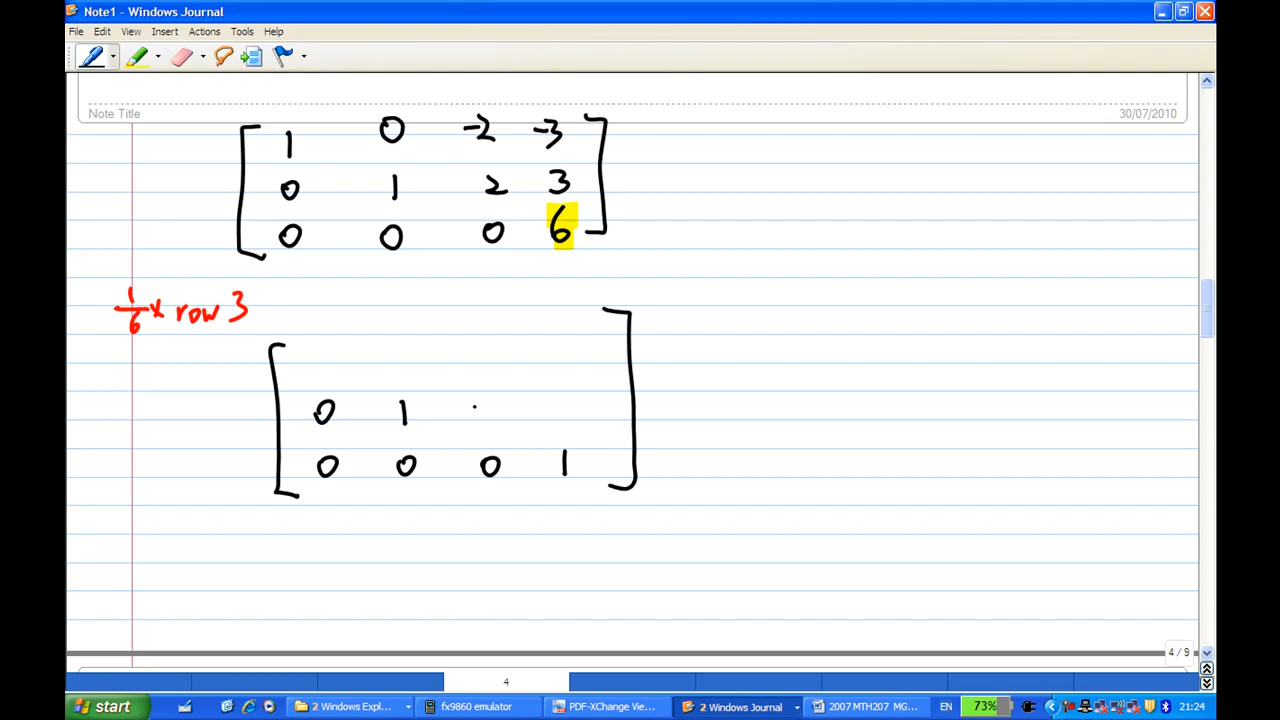 Note1 - Windows Journal
File Edit View Insert Actions Tools Help
Note Title
30/07/2010
1 0 -2 -3
0 1 2 3
0 0 0 6
1/6 x row 3
0 1
0 0 0 1
4 / 9
4
start
2 Windows Expl...
fx9860 emulator
PDF-XChange Vie...
2 Windows Journal
2007 MTH207 MG...
EN
73%
21:24